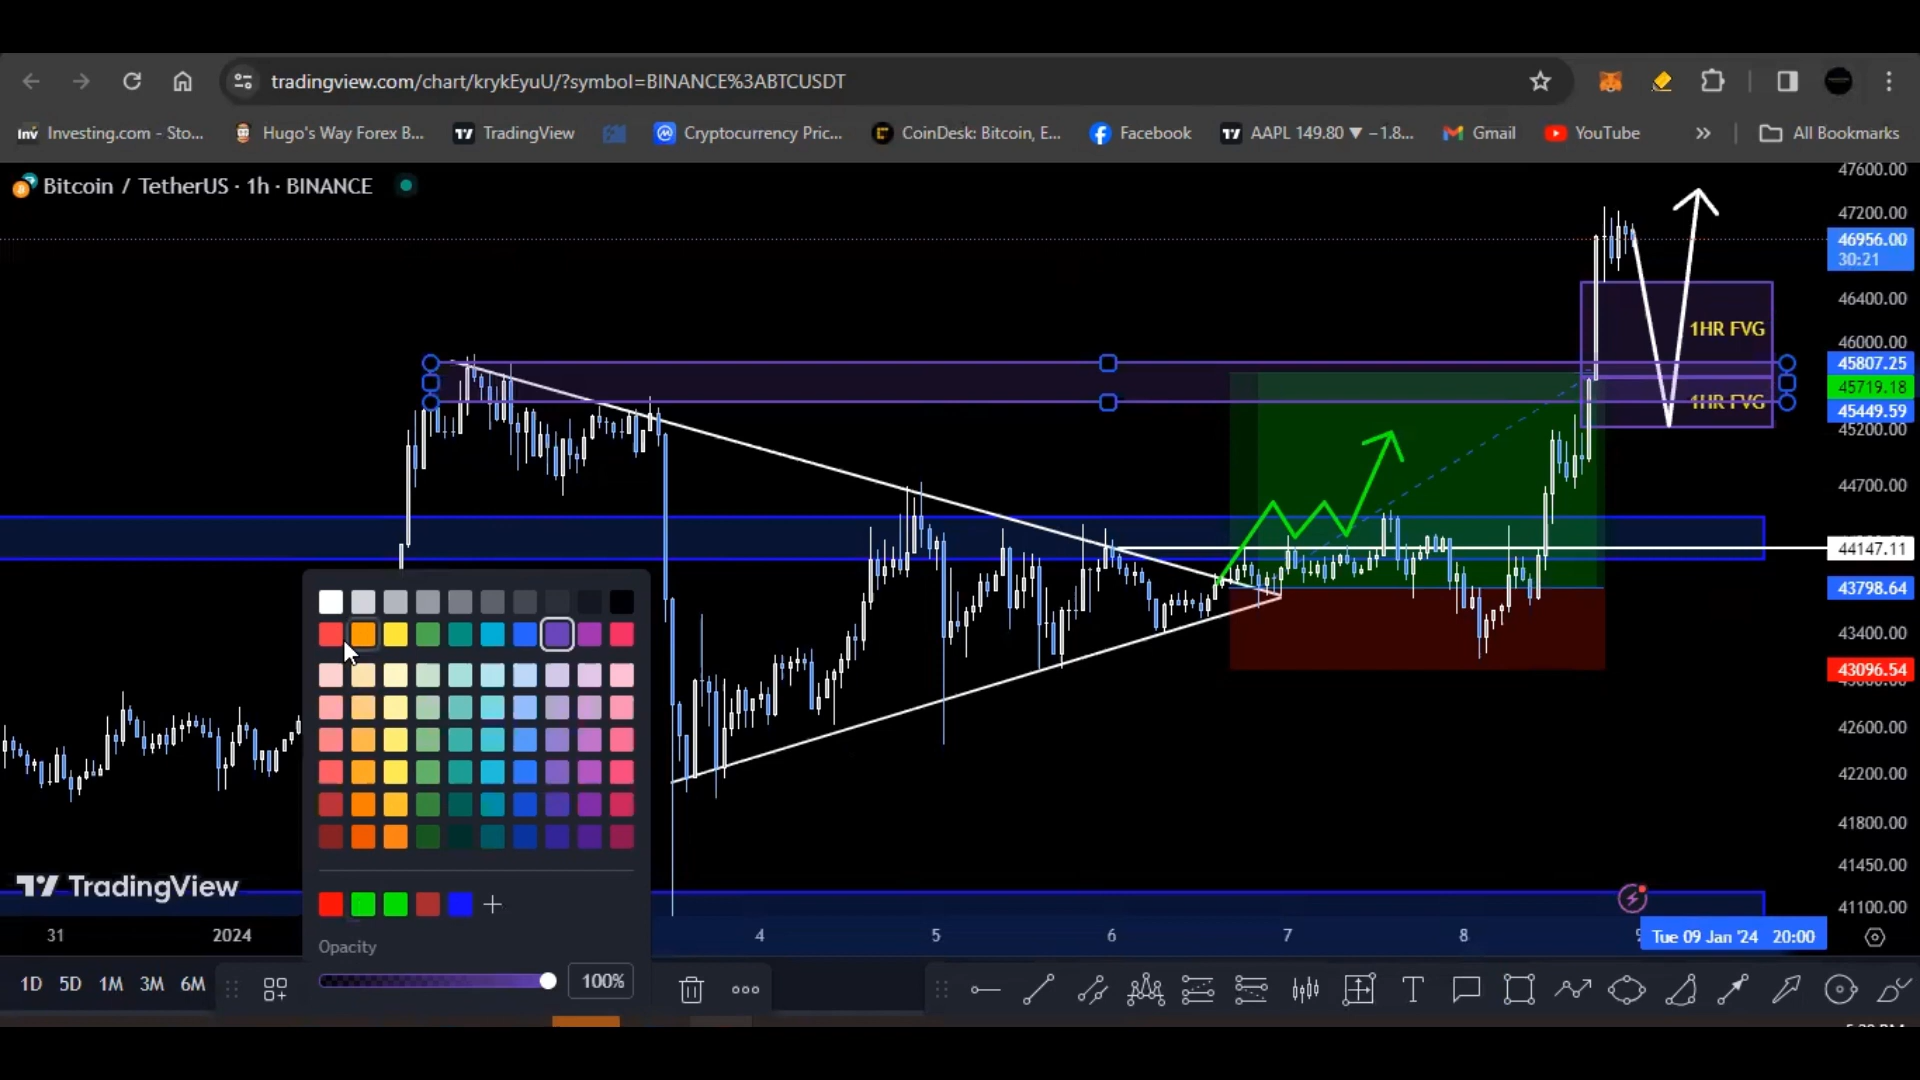 tradingview.com/chart/krykEyuU/?symbol=BINANCE%3ABTCUSDT
Inv Investing.com - Sto... Hugo's Way Forex B... TradingView Cryptocurrency Pric... CoinDesk: Bitcoin, E... Facebook AAPL 149.80 ▼ −1.8... Gmail YouTube » All Bookmarks
Bitcoin / TetherUS · 1h · BINANCE
47600.00
47200.00
46956.00
30:21
46400.00
1HR FVG
46000.00
45807.25
45719.18
1HR FVG
45449.59
45200.00
44700.00
44147.11
43798.64
43400.00
43096.54
42600.00
42200.00
41800.00
41450.00
TradingView
41100.00
31 2024 4 5 6 7 8 Tue 09 Jan '24 20:00
Opacity
1D 5D 1M 3M 6M 100%